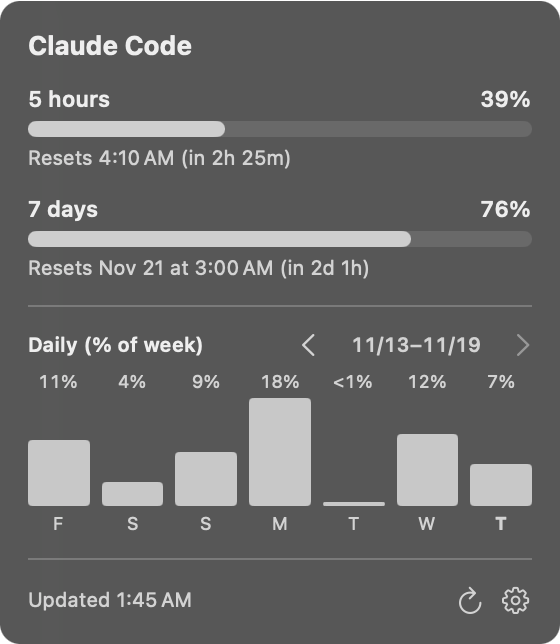 Claude Code
5 hours 39%
Resets 4:10 AM (in 2h 25m)
7 days 76%
Resets Nov 21 at 3:00 AM (in 2d 1h)
Daily (% of week) 11/13–11/19
11% 4% 9% 18% <1% 12% 7%
F S S M T W T
Updated 1:45 AM